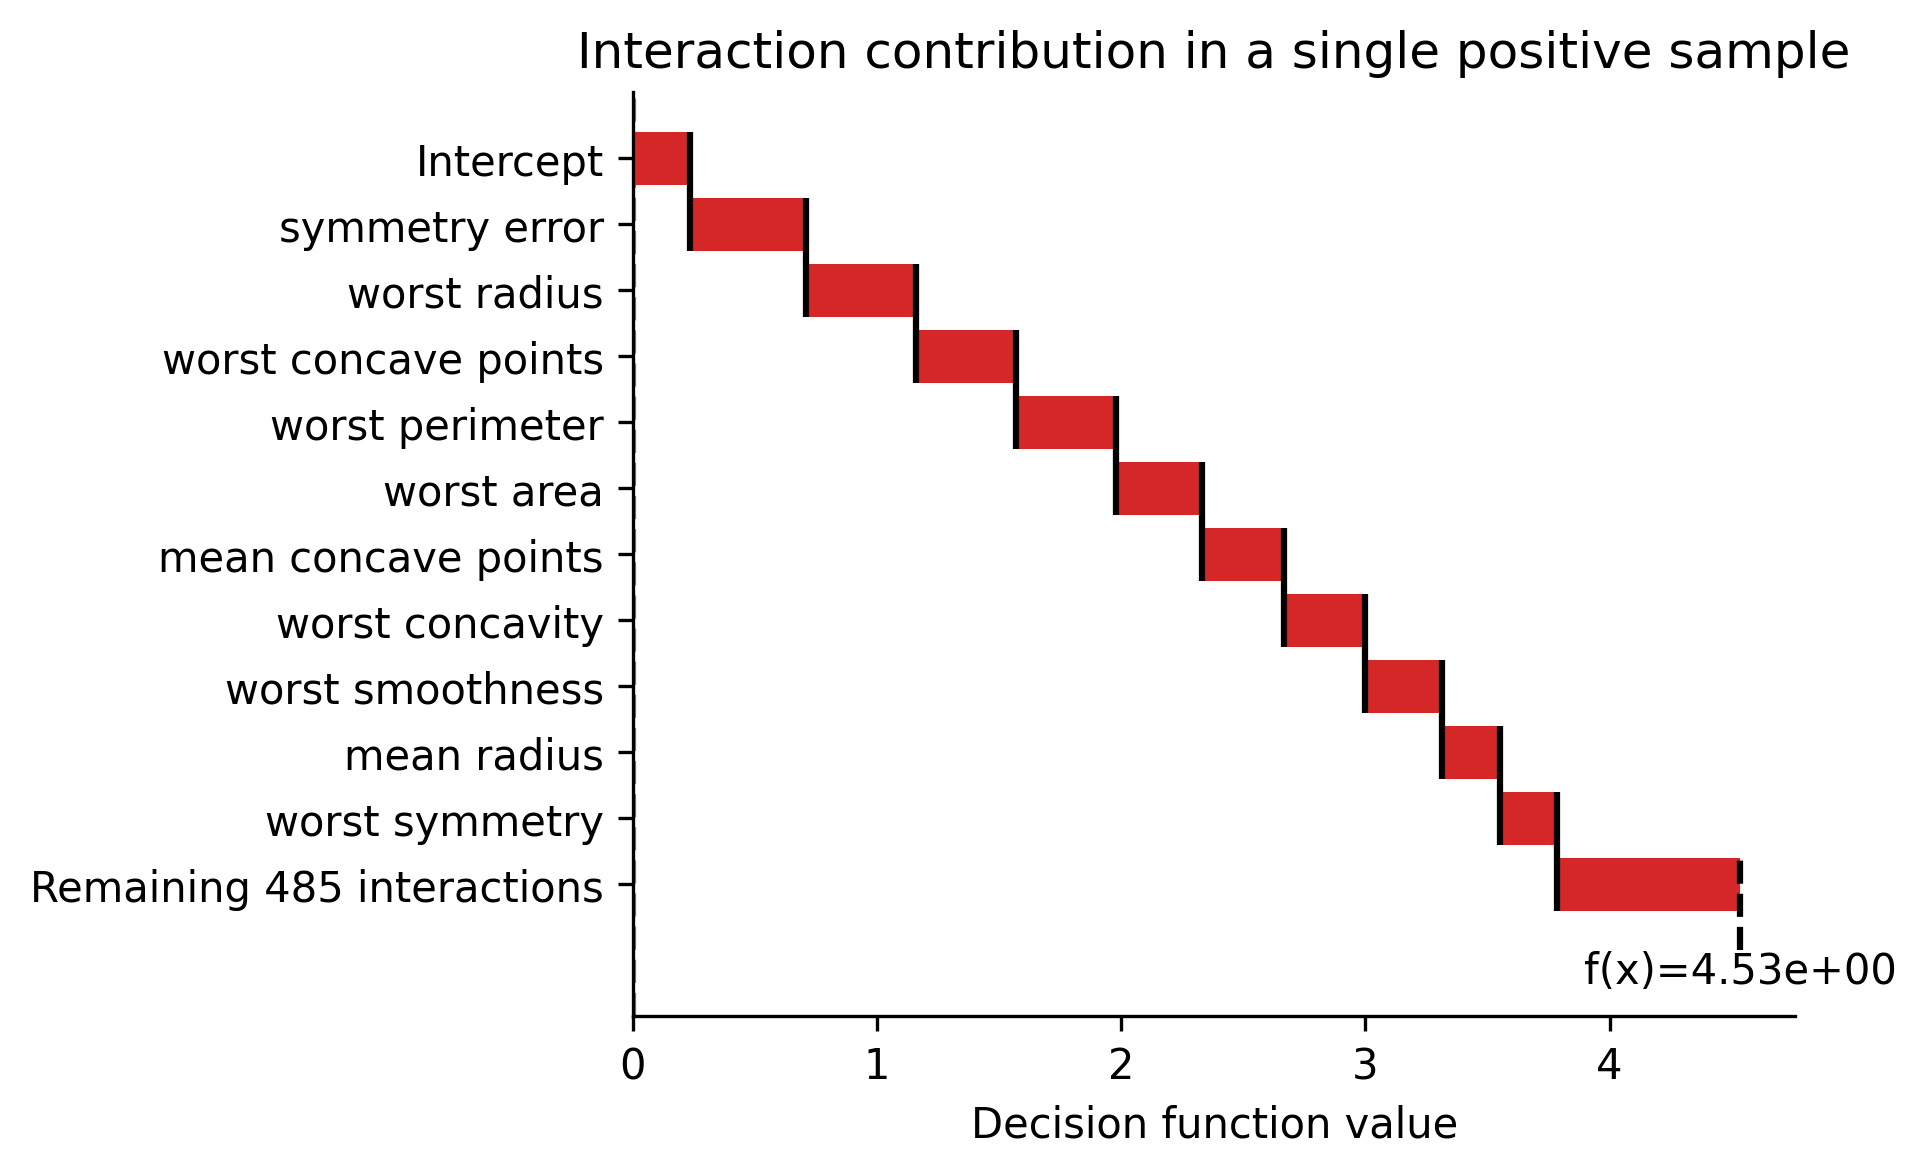 Interaction contribution in a single positive sample
Intercept
symmetry error
worst radius
worst concave points
worst perimeter
worst area
mean concave points
worst concavity
worst smoothness
mean radius
worst symmetry
Remaining 485 interactions
f(x)=4.53e+00
0 1 2 3 4
Decision function value